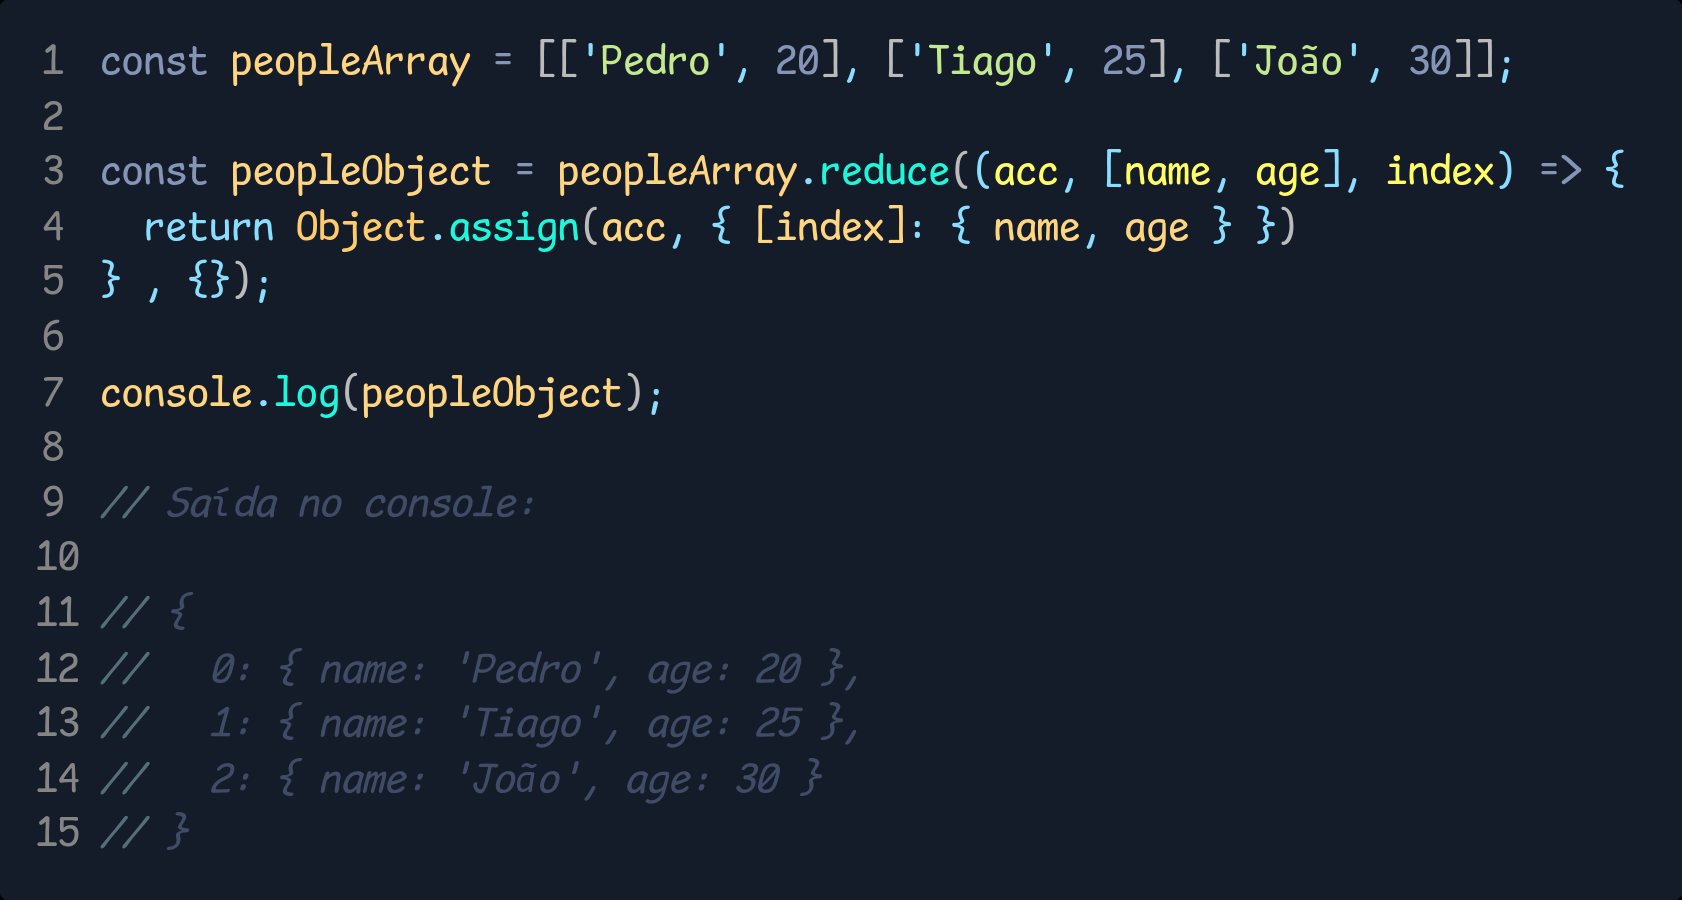 1 const peopleArray = [['Pedro', 20], ['Tiago', 25], ['João', 30]];
2
3 const peopleObject = peopleArray.reduce((acc, [name, age], index) => {
4   return Object.assign(acc, { [index]: { name, age } })
5 } , {});
6
7 console.log(peopleObject);
8
9 // Saída no console:
10
11 // {
12 //   0: { name: 'Pedro', age: 20 },
13 //   1: { name: 'Tiago', age: 25 },
14 //   2: { name: 'João', age: 30 }
15 // }